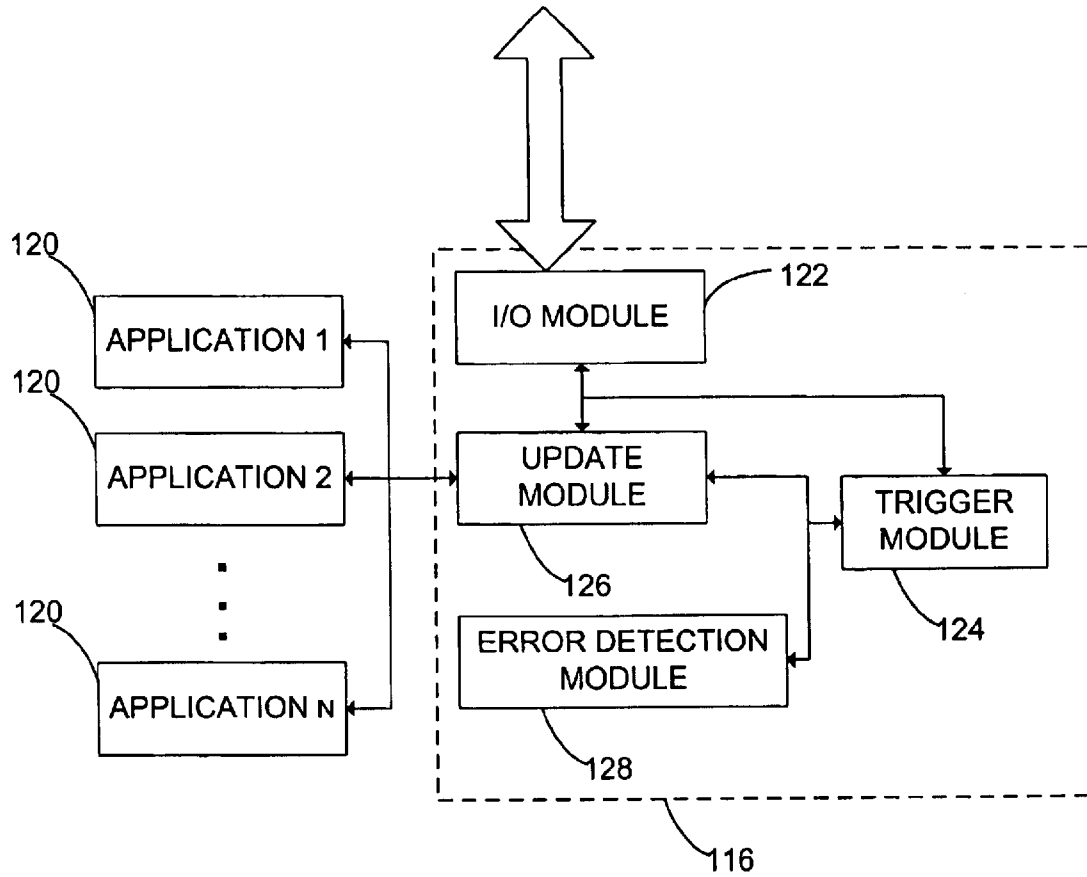 120
APPLICATION 1
120
APPLICATION 2
120
APPLICATION N
I/O MODULE
122
UPDATE
MODULE
126
TRIGGER
MODULE
124
ERROR DETECTION
MODULE
128
116